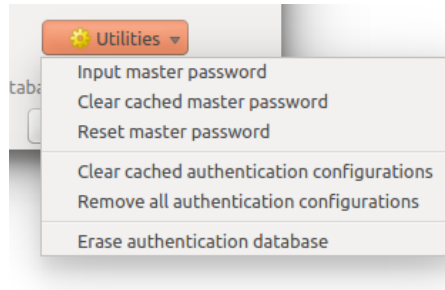 Utilities
Input master password
Clear cached master password
Reset master password
Clear cached authentication configurations
Remove all authentication configurations
Erase authentication database